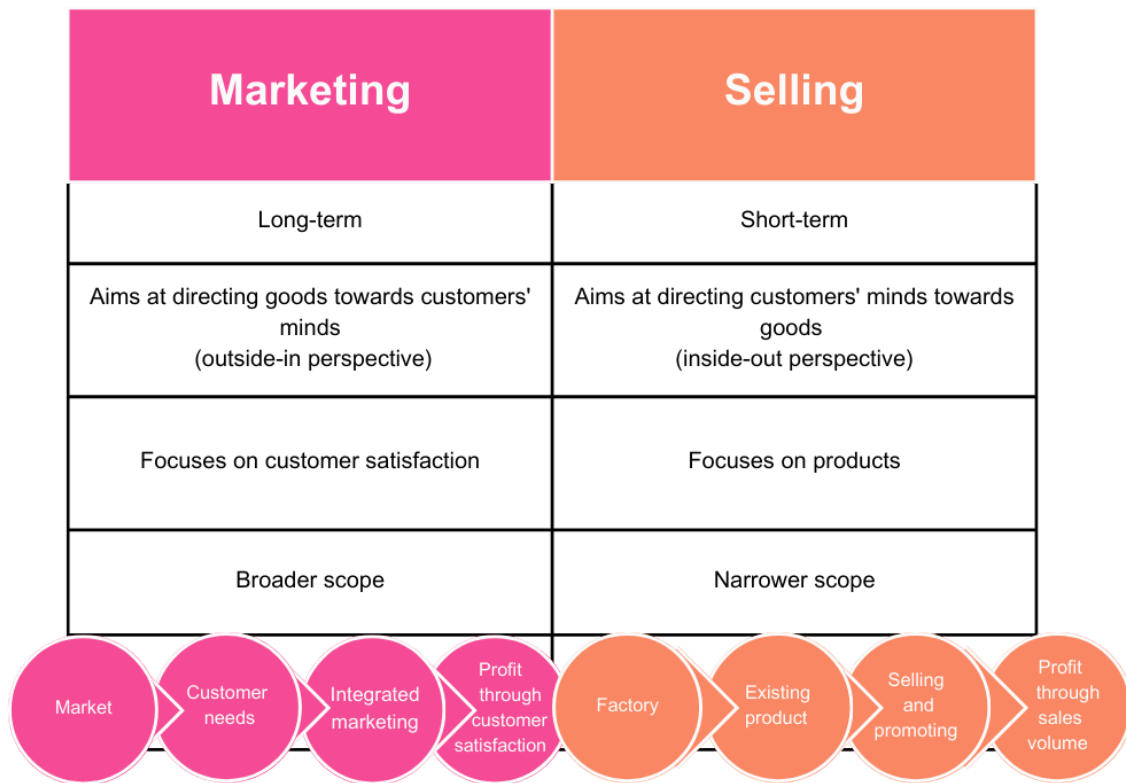 Marketing
Selling
Long-term
Short-term
Aims at directing goods towards customers'
minds
(outside-in perspective)
Aims at directing customers' minds towards
goods
(inside-out perspective)
Focuses on customer satisfaction
Focuses on products
Broader scope
Narrower scope
Market
Customer
needs
Integrated
marketing
Profit
through
customer
satisfaction
Factory
Existing
product
Selling
and
promoting
Profit
through
sales
volume